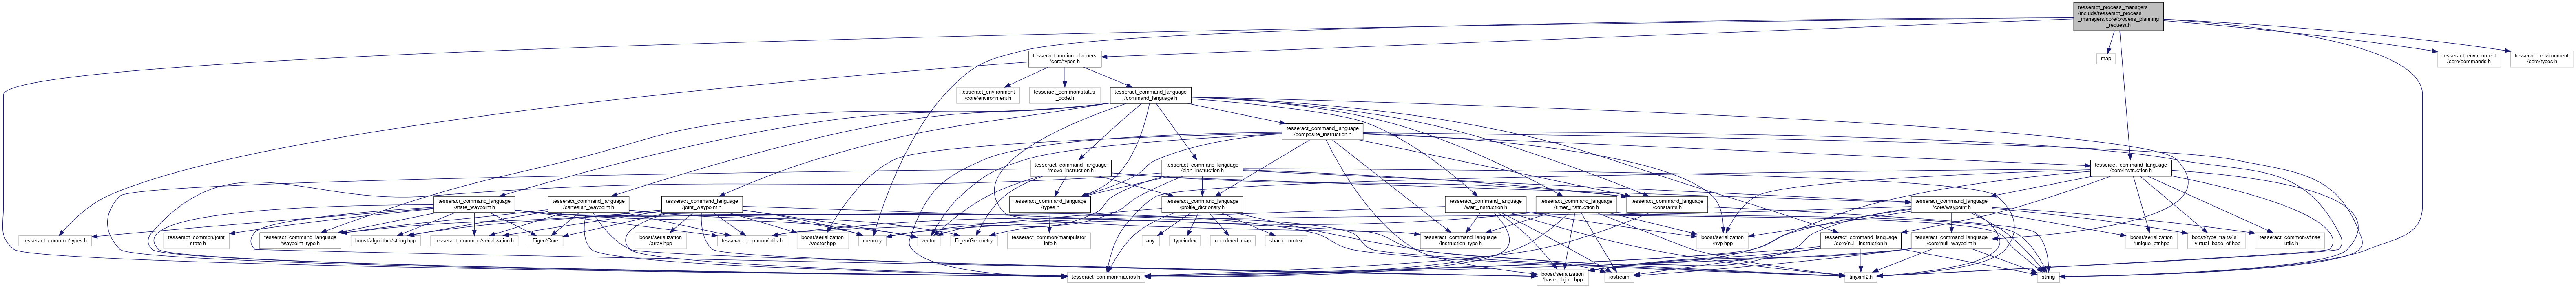 tesseract_process_managers
/include/tesseract_process
_managers/core/process_planning
_request.h
tesseract_motion_planners
/core/types.h
map
tesseract_environment
/core/commands.h
tesseract_environment
/core/types.h
tesseract_environment
/core/environment.h
tesseract_common/status
_code.h
tesseract_command_language
/command_language.h
tesseract_command_language
/composite_instruction.h
tesseract_command_language
/move_instruction.h
tesseract_command_language
/plan_instruction.h
tesseract_command_language
/core/instruction.h
tesseract_command_language
/state_waypoint.h
tesseract_command_language
/cartesian_waypoint.h
tesseract_command_language
/joint_waypoint.h
tesseract_command_language
/types.h
tesseract_command_language
/profile_dictionary.h
tesseract_command_language
/wait_instruction.h
tesseract_command_language
/timer_instruction.h
tesseract_command_language
/constants.h
tesseract_command_language
/core/waypoint.h
tesseract_common/types.h
tesseract_common/joint
_state.h
tesseract_command_language
/waypoint_type.h
boost/algorithm/string.hpp
tesseract_common/serialization.h
Eigen/Core
boost/serialization
/array.hpp
tesseract_common/utils.h
boost/serialization
/vector.hpp
memory
vector
Eigen/Geometry
tesseract_common/manipulator
_info.h
any
typeindex
unordered_map
shared_mutex
tesseract_command_language
/instruction_type.h
boost/serialization
/nvp.hpp
tesseract_command_language
/core/null_instruction.h
tesseract_command_language
/core/null_waypoint.h
boost/serialization
/unique_ptr.hpp
boost/type_traits/is
_virtual_base_of.hpp
tesseract_common/sfinae
_utils.h
tesseract_common/macros.h
boost/serialization
/base_object.hpp
iostream
tinyxml2.h
string